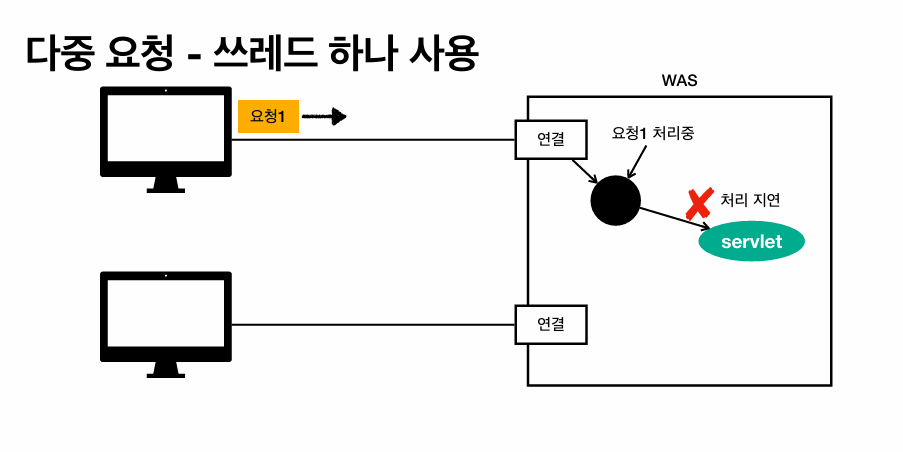 다중 요청 - 쓰레드 하나 사용
WAS
요청1
연결
요청1 처리중
처리 지연
servlet
연결